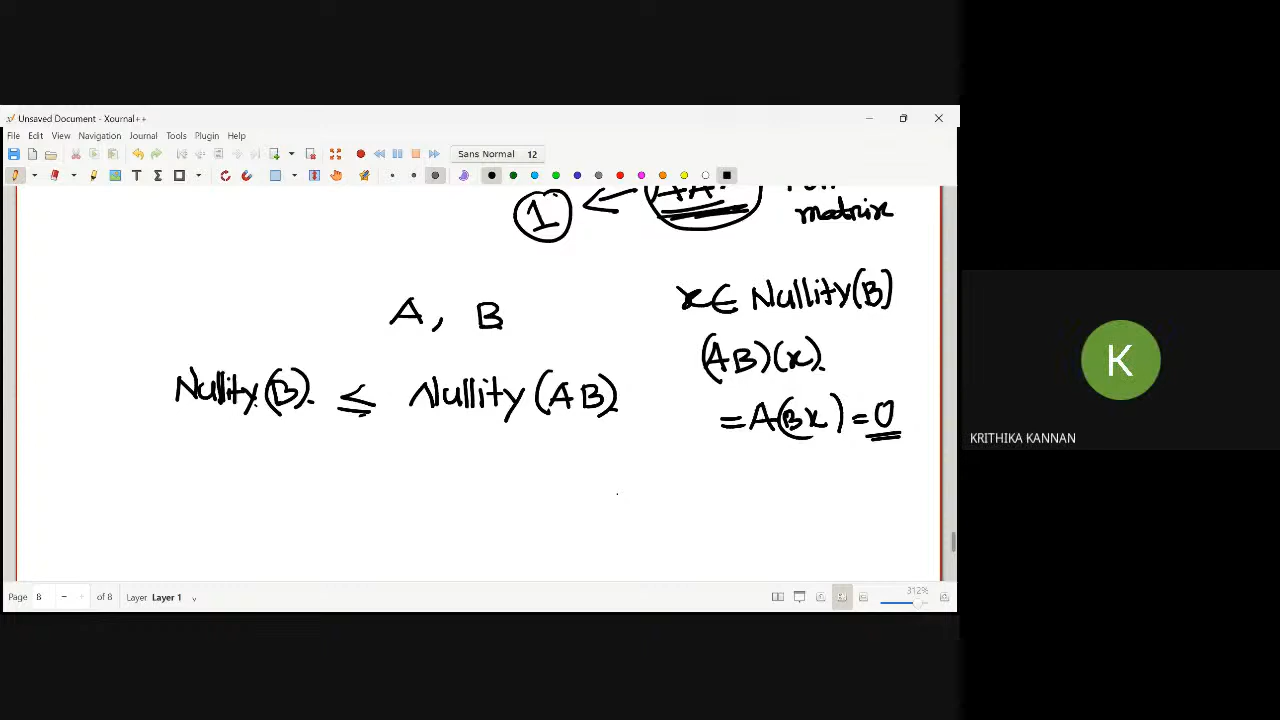 Unsaved Document - Xournal++
File Edit View Navigation Journal Tools Plugin Help
Sans Normal 12
1 ←
matrix
A, B
x ∈ Nullity(B)
(AB)(x).
Nullity(B). ≤ Nullity(AB)
= A(Bx) = 0
K
KRITHIKA KANNAN
Page 8 of 8 Layer Layer 1
312%